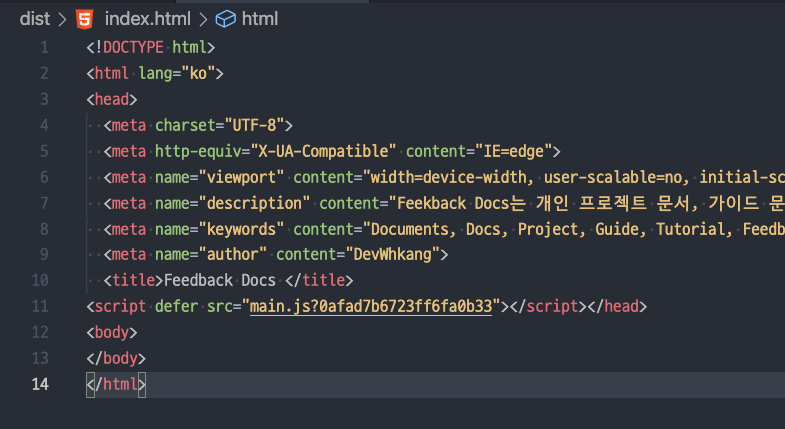 dist > index.html > html
1 <!DOCTYPE html>
2 <html lang="ko">
3 <head>
4 <meta charset="UTF-8">
5 <meta http-equiv="X-UA-Compatible" content="IE=edge">
6 <meta name="viewport" content="width=device-width, user-scalable=no, initial-sc
7 <meta name="description" content="Feekback Docs는 개인 프로젝트 문서, 가이드 문
8 <meta name="keywords" content="Documents, Docs, Project, Guide, Tutorial, Feedb
9 <meta name="author" content="DevWhkang">
10 <title>Feedback Docs </title>
11 <script defer src="main.js?0afad7b6723ff6fa0b33"></script></head>
12 <body>
13 </body>
14 </html>